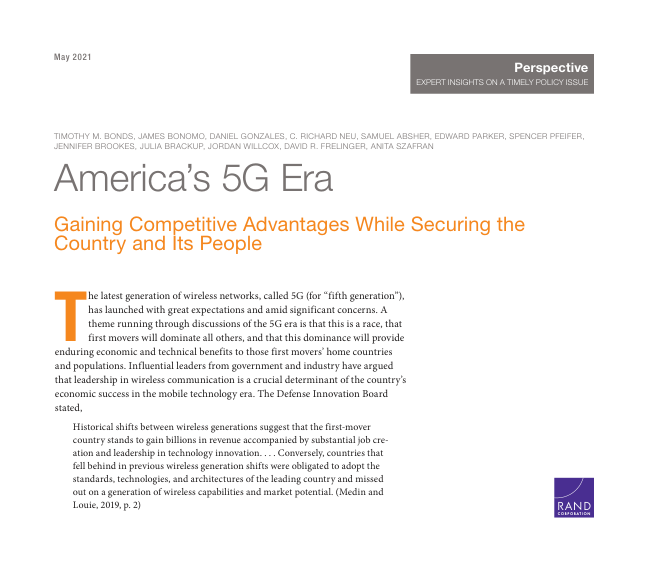 May 2021
Perspective
EXPERT INSIGHTS ON A TIMELY POLICY ISSUE
TIMOTHY M. BONDS, JAMES BONOMO, DANIEL GONZALES, C. RICHARD NEU, SAMUEL ABSHER, EDWARD PARKER, SPENCER PFEIFER,
JENNIFER BROOKES, JULIA BRACKUP, JORDAN WILLCOX, DAVID R. FRELINGER, ANITA SZAFRAN
America’s 5G Era
Gaining Competitive Advantages While Securing the
Country and Its People
The latest generation of wireless networks, called 5G (for “fifth generation”),
has launched with great expectations and amid significant concerns. A
theme running through discussions of the 5G era is that this is a race, that
first movers will dominate all others, and that this dominance will provide
enduring economic and technical benefits to those first movers’ home countries
and populations. Influential leaders from government and industry have argued
that leadership in wireless communication is a crucial determinant of the country’s
economic success in the mobile technology era. The Defense Innovation Board
stated,
Historical shifts between wireless generations suggest that the first-mover
country stands to gain billions in revenue accompanied by substantial job cre-
ation and leadership in technology innovation. . . . Conversely, countries that
fell behind in previous wireless generation shifts were obligated to adopt the
standards, technologies, and architectures of the leading country and missed
out on a generation of wireless capabilities and market potential. (Medin and
Louie, 2019, p. 2)
RAND
CORPORATION